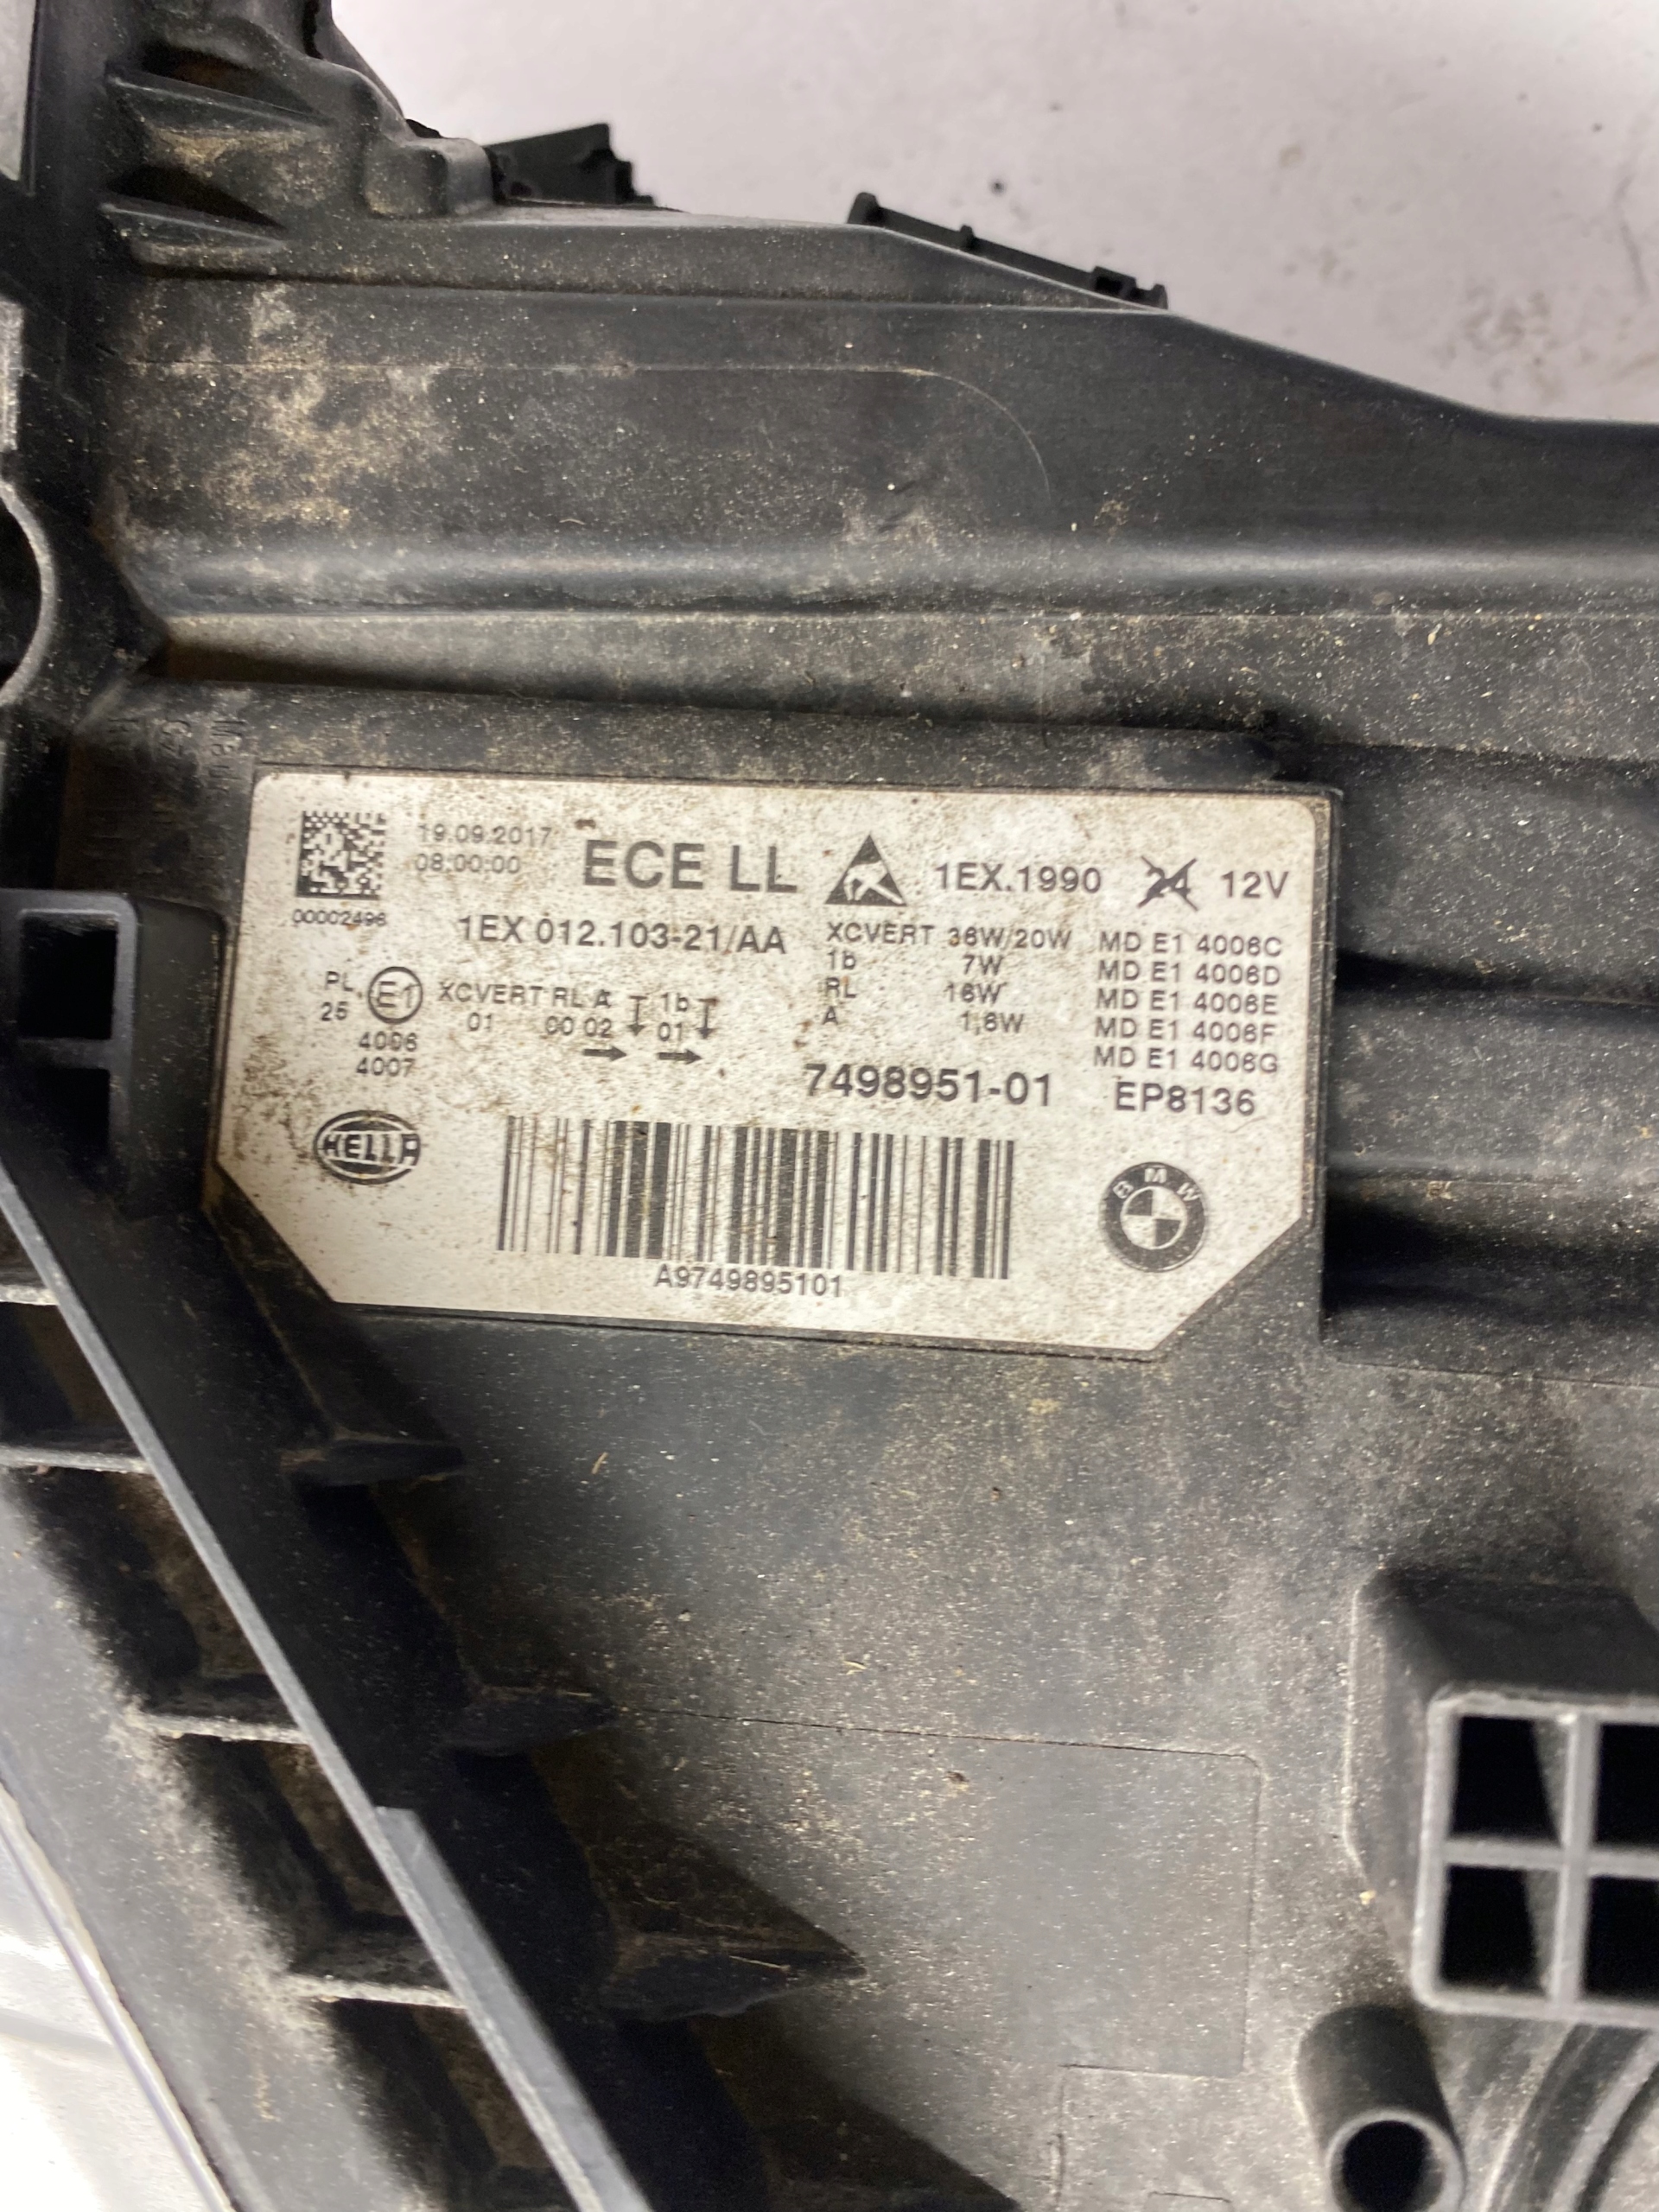 19.09.2017
08:00:00
00002496
ECE LL
1EX.1990 24 12V
1EX 012.103-21/AA
PL
25
E1
4006
4007
XCVERT RL A 1b
01 00 02 01
XCVERT 36W/20W
1b 7W
RL 16W
A 1,6W
MD E1 4006C
MD E1 4006D
MD E1 4006E
MD E1 4006F
MD E1 4006G
7498951-01 EP8136
HELLA
BMW
A9749895101